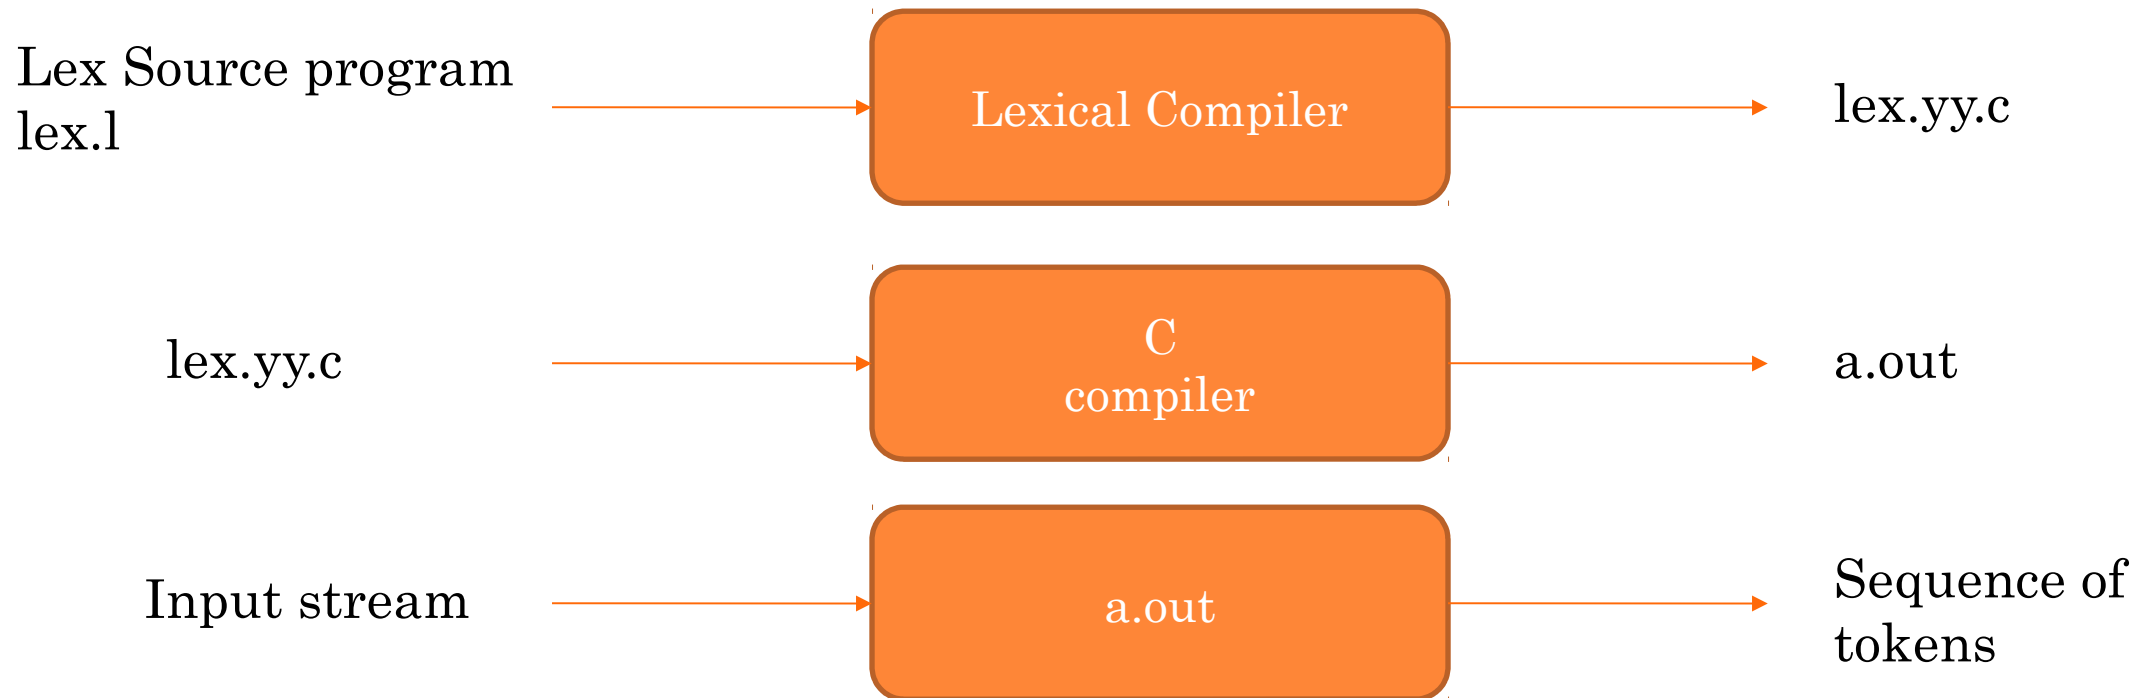 Lex Source program
lex.l
Lexical Compiler
lex.yy.c
lex.yy.c
C
compiler
a.out
Input stream
a.out
Sequence of
tokens